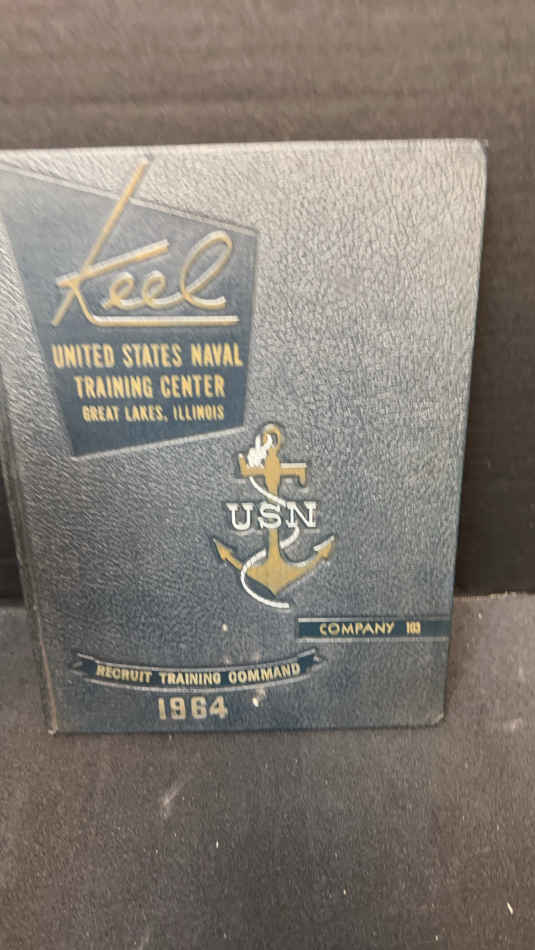 Keel
UNITED STATES NAVAL
TRAINING CENTER
GREAT LAKES, ILLINOIS
USN
COMPANY 103
RECRUIT TRAINING COMMAND
1964